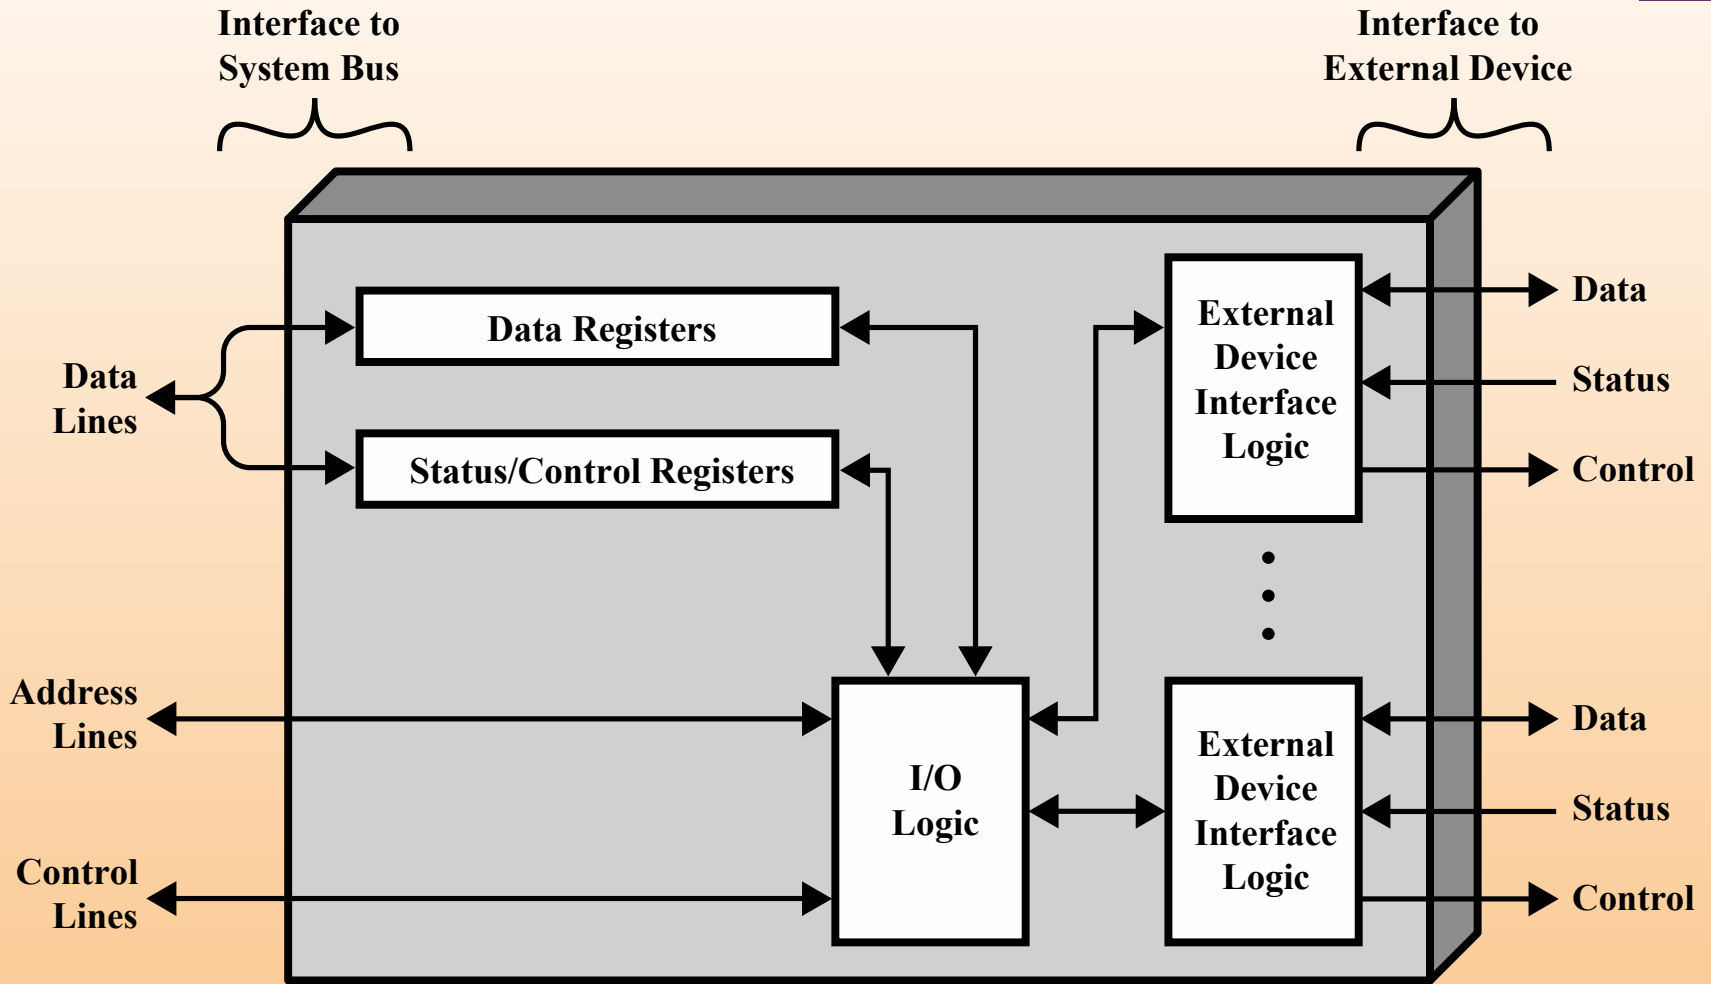 Interface to
System Bus
Interface to
External Device
Data Registers
Status/Control Registers
Data
Lines
Address
Lines
Control
Lines
I/O
Logic
External
Device
Interface
Logic
Data
Status
Control
External
Device
Interface
Logic
Data
Status
Control